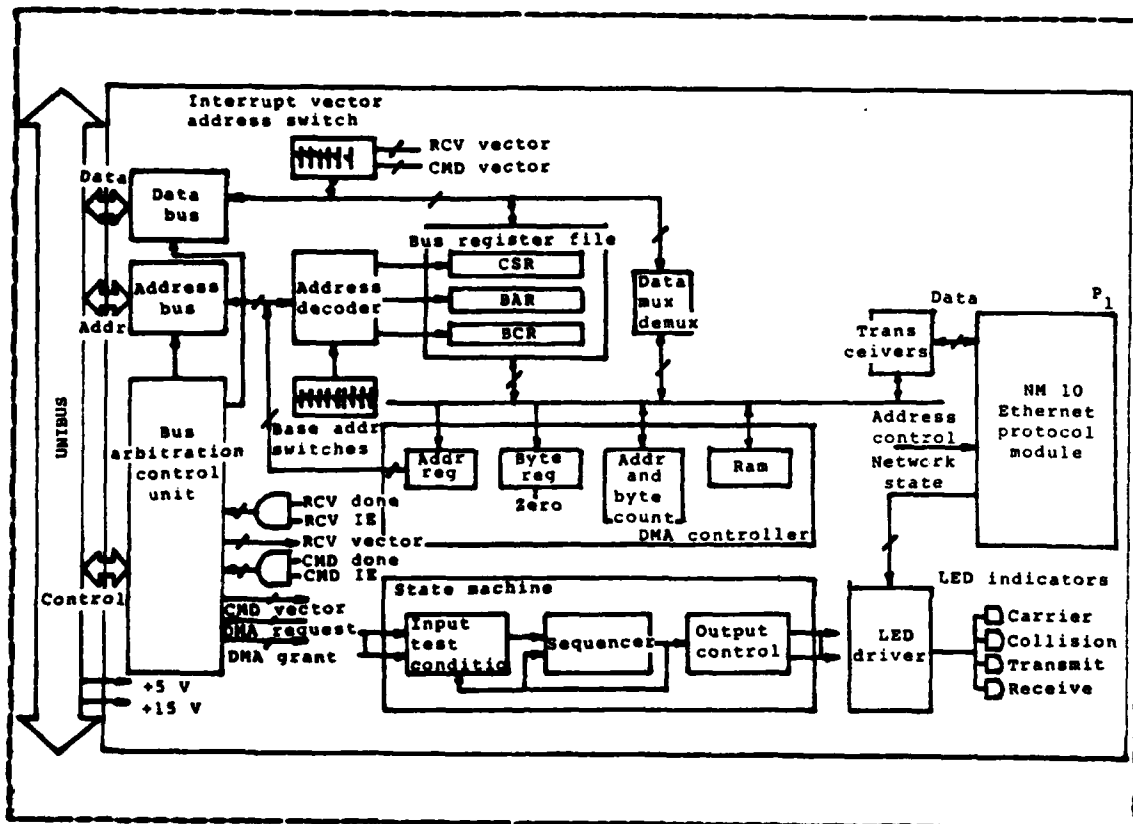 Interrupt vector
address switch
RCV vector
CMD vector
Data
Data
bus
Bus register file
CSR
BAR
BCR
Address
decoder
Address
bus
Addr
Data
mux
demux
Data
P1
Trans
ceivers
NM 10
Ethernet
protocol
module
Address
control
Network
state
UNIBUS
Bus
arbitration
control
unit
Base addr
switches
Addr
reg
Byte
req
Zero
Addr
and
byte
count
Ram
DMA controller
RCV done
RCV IE
RCV vector
CMD done
CMD IE
Control
CMD vector
DMA request
DMA grant
+5 V
+15 V
State machine
Input
test
conditio
Sequencer
Output
control
LED
driver
LED indicators
Carrier
Collision
Transmit
Receive